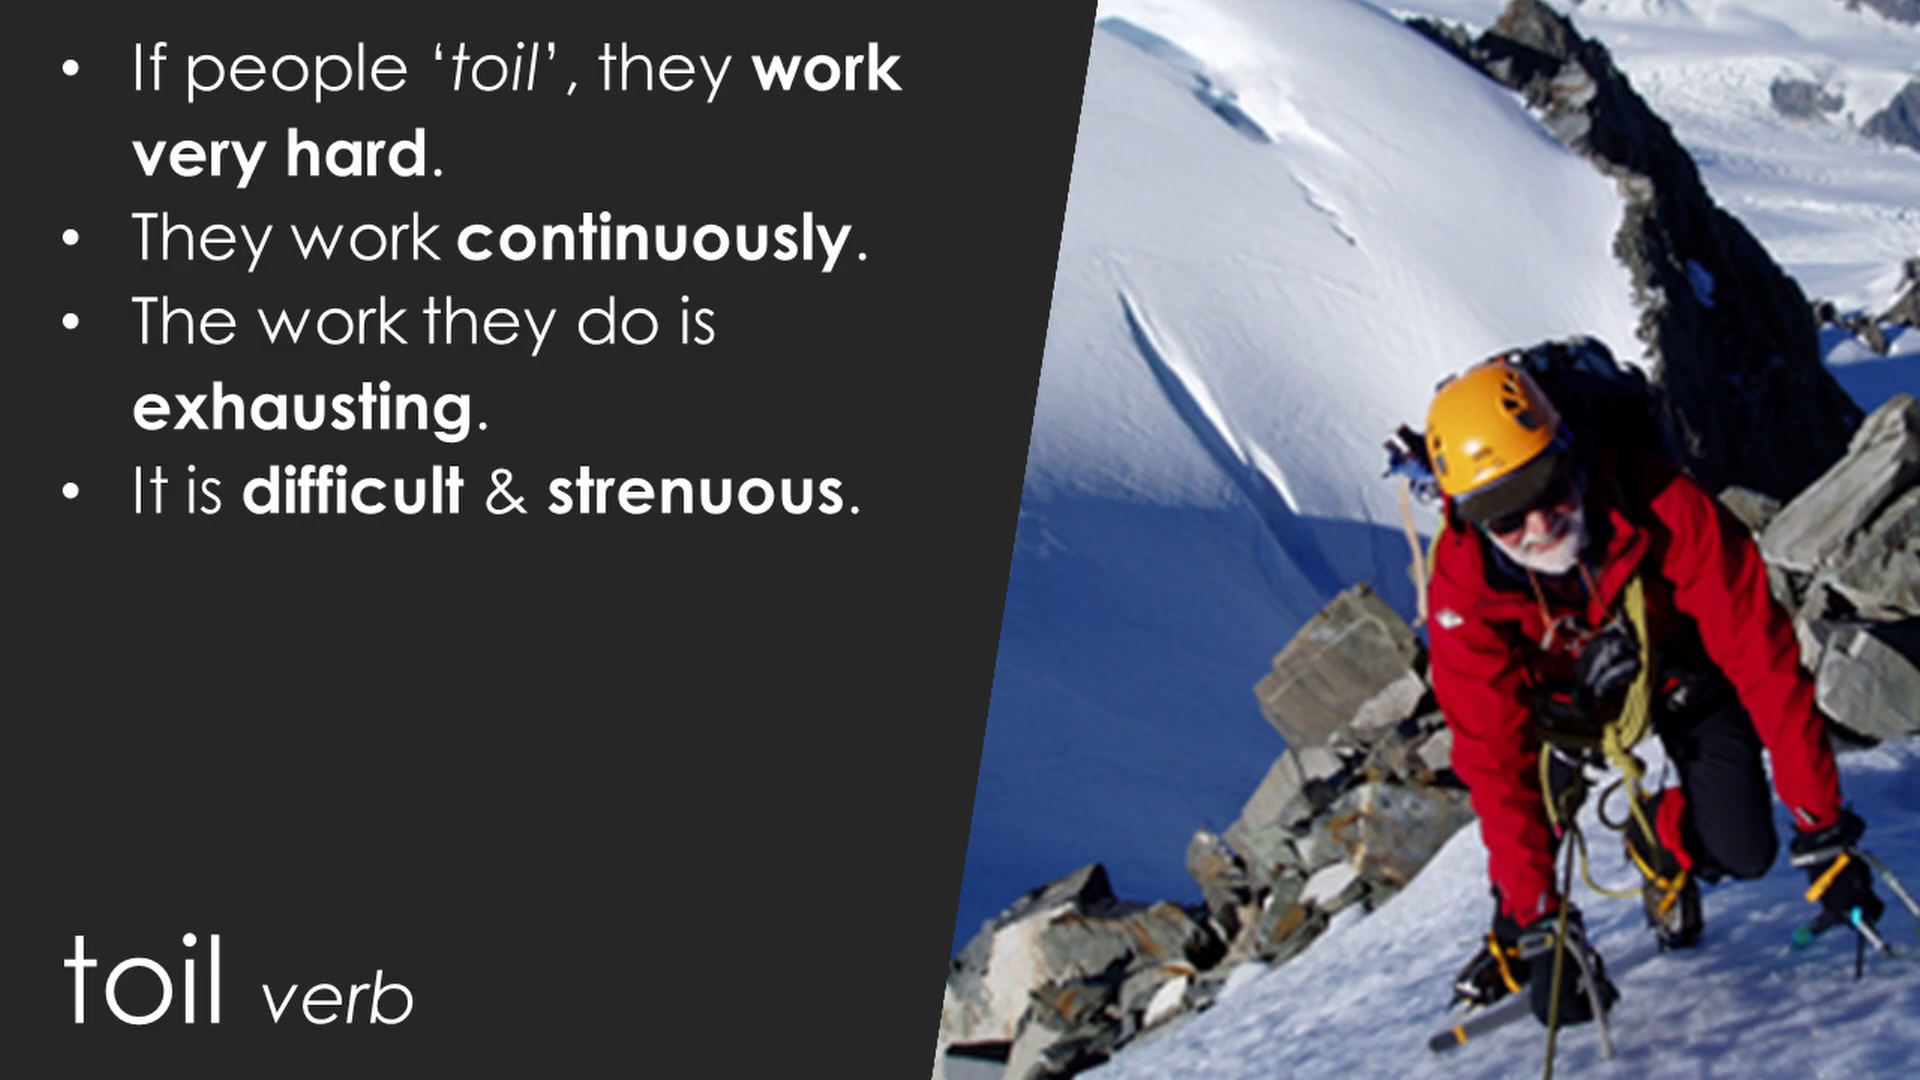 • If people ‘toil’, they work
very hard.
• They work continuously.
• The work they do is
exhausting.
• It is difficult & strenuous.
toil verb